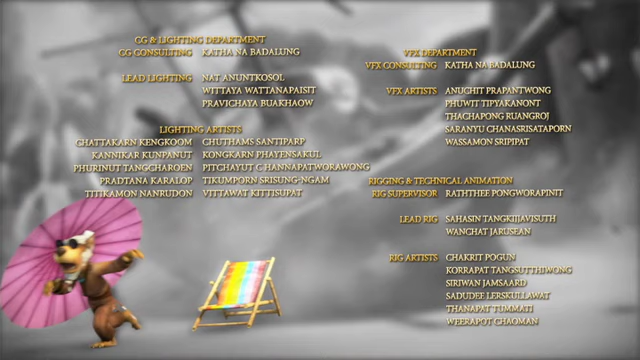 CG & LIGHTING DEPARTMENT
CG CONSULTING KATHA NA BADALUNG
LEAD LIGHTING NAT ANUNTKOSOL
WITTAYA WATTANAPAISIT
PRAVICHAYA BUAKHAOW
LIGHTING ARTISTS
CHATTAKARN KENGKOOM CHUTHAMS SANTIPARP
KANNIKAR KUNPANUT KONGKARN PHAYENSAKUL
PHURINUT TANGCHAROEN PITCHAYUT CHANNAPATWORAWONG
PRADTANA KARALOP TIKUMPORN SRISUNG-NGAM
TITIKAMON NANRUDON VITTAWAT KITTISUPAT
VFX DEPARTMENT
VFX CONSULTING KATHA NA BADALUNG
VFX ARTISTS ANUCHIT PRAPANTWONG
PHUWIT TIPYAKANONT
THACHAPONG RUANGROJ
SARANYU CHANASRISATAPORN
WASSAMON SRIPIPAT
RIGGING & TECHNICAL ANIMATION
RIG SUPERVISOR RATHTHEE PONGWORAPINIT
LEAD RIG SAHASIN TANGKIJJAVISUTH
WANCHAT JARUSEAN
RIG ARTISTS CHAKRIT POGUN
KORRAPAT TANGSUTTHIWONG
SIRIWAN JAMSAARD
SADUDEE LERSKULLAWAT
THANAPAT TUMMATI
WEERAPOT CHAOMAN